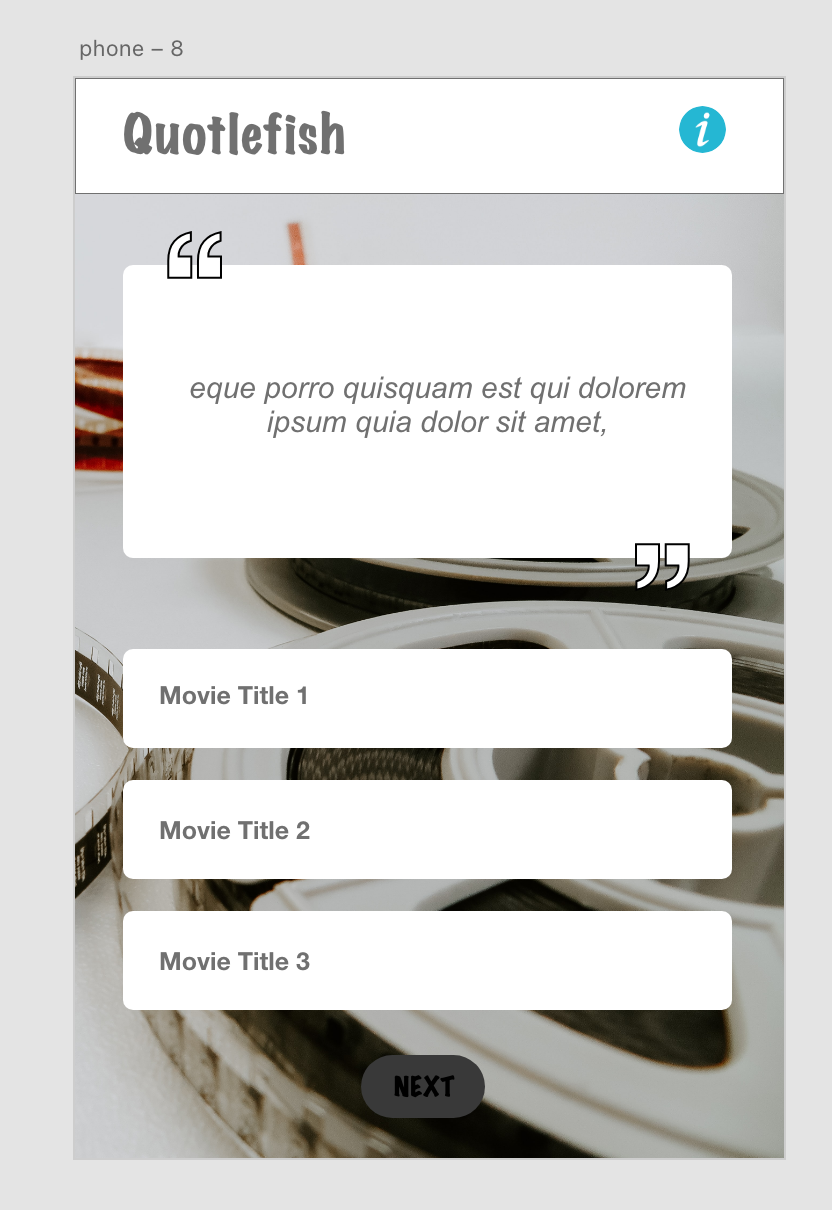 phone – 8
Quotlefish
i
“
eque porro quisquam est qui dolorem
ipsum quia dolor sit amet,
”
Movie Title 1
Movie Title 2
Movie Title 3
NEXT